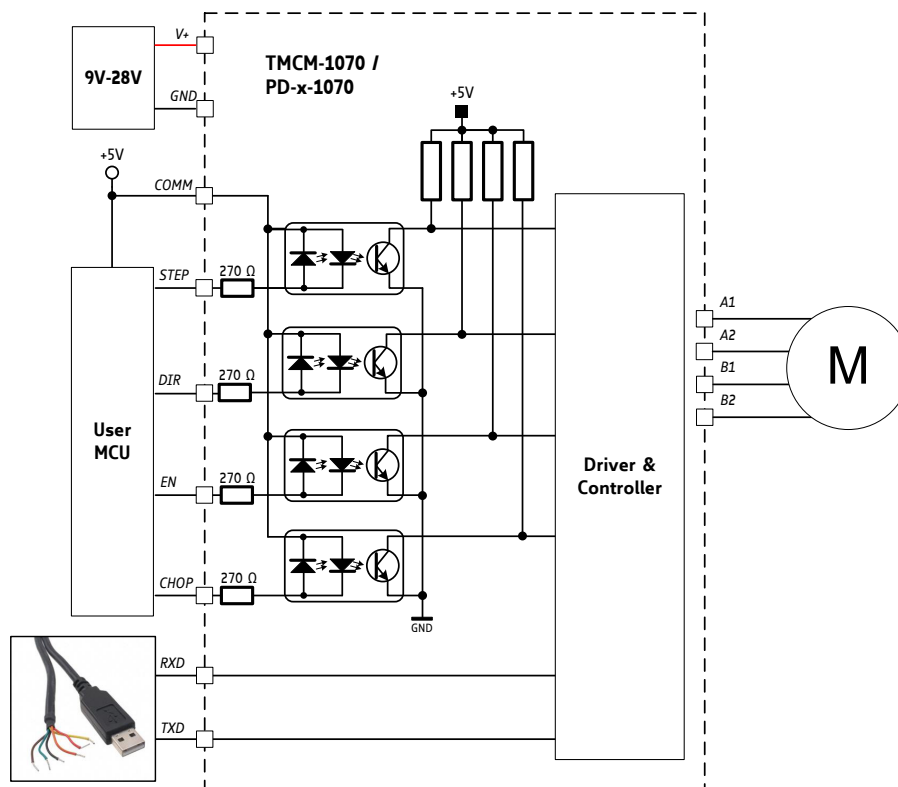 V+
9V-28V
GND
TMCM-1070 /
PD-x-1070
+5V
+5V
COMM
STEP
270 Ω
DIR
270 Ω
User
MCU
EN
270 Ω
CHOP
270 Ω
GND
Driver &
Controller
A1
A2
B1
B2
M
RXD
TXD